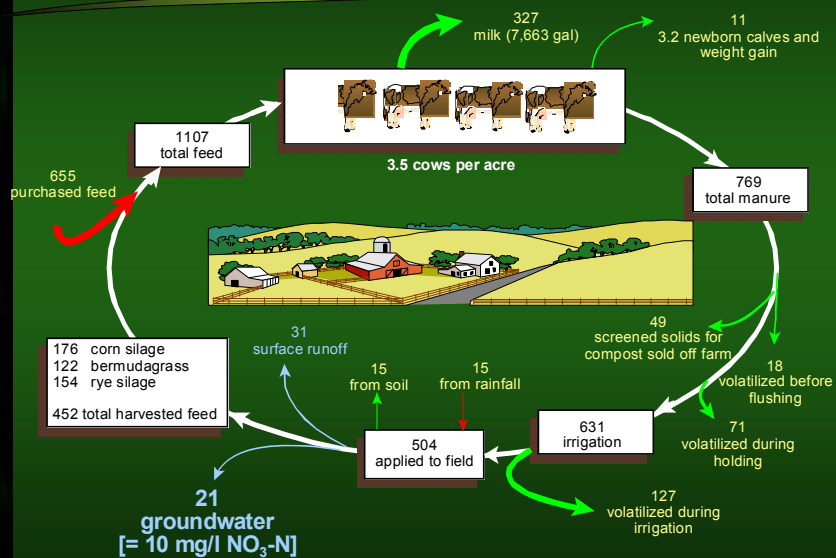 327
milk (7,663 gal)
11
3.2 newborn calves and
weight gain
1107
total feed
3.5 cows per acre
655
purchased feed
769
total manure
49
screened solids for
compost sold off farm
18
volatilized before
flushing
71
volatilized during
holding
631
irrigation
127
volatilized during
irrigation
15
from rainfall
15
from soil
504
applied to field
31
surface runoff
21
groundwater
[= 10 mg/l NO₃-N]
176 corn silage
122 bermudagrass
154 rye silage
452 total harvested feed